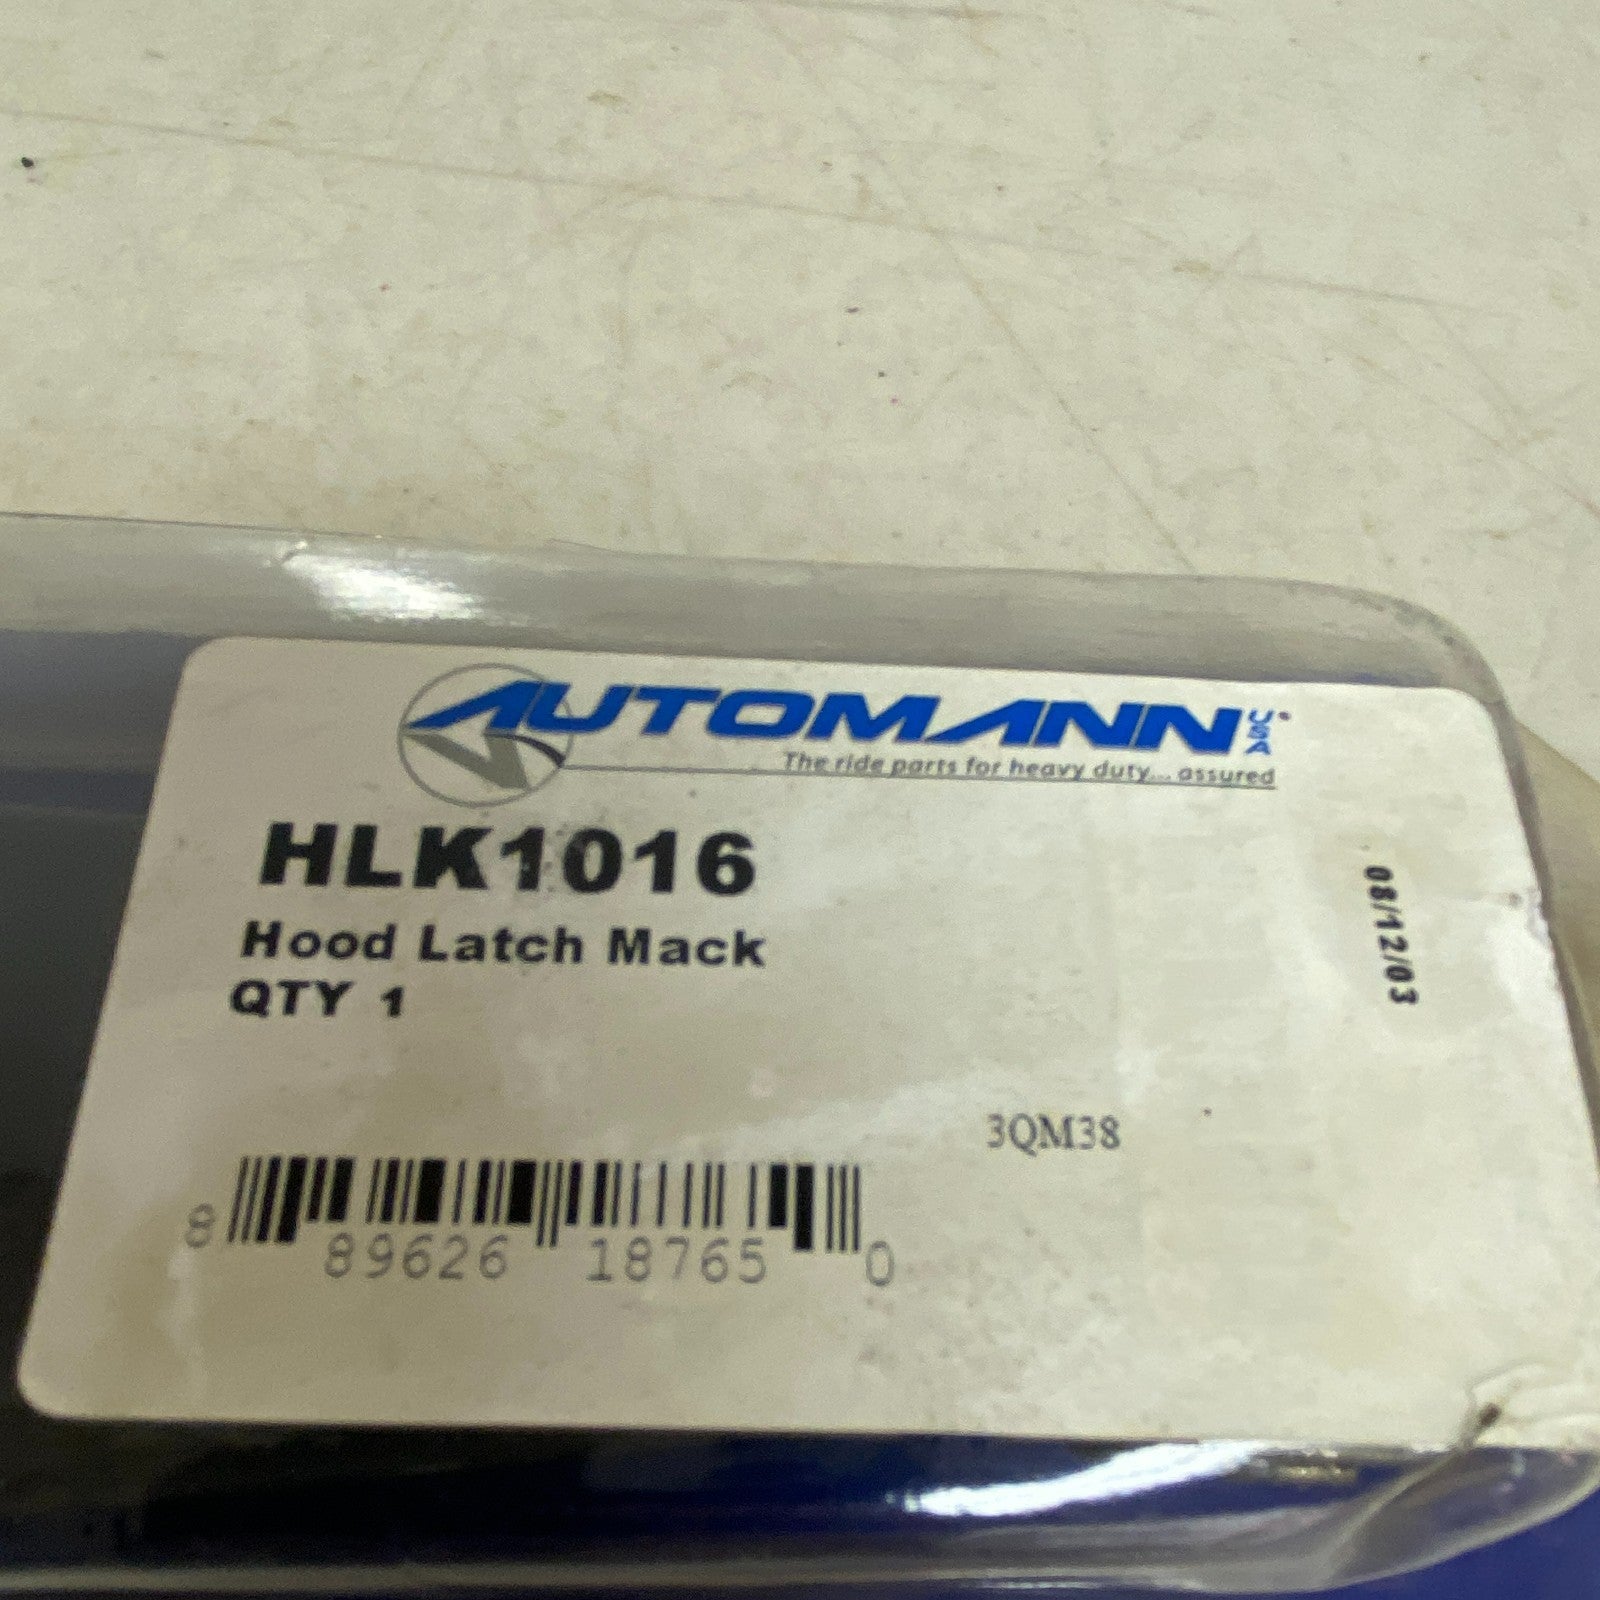 AUTOMANN USA
The ride parts for heavy duty... assured
HLK1016
Hood Latch Mack
QTY 1
08/12/03
3QM38
8 89626 18765 0